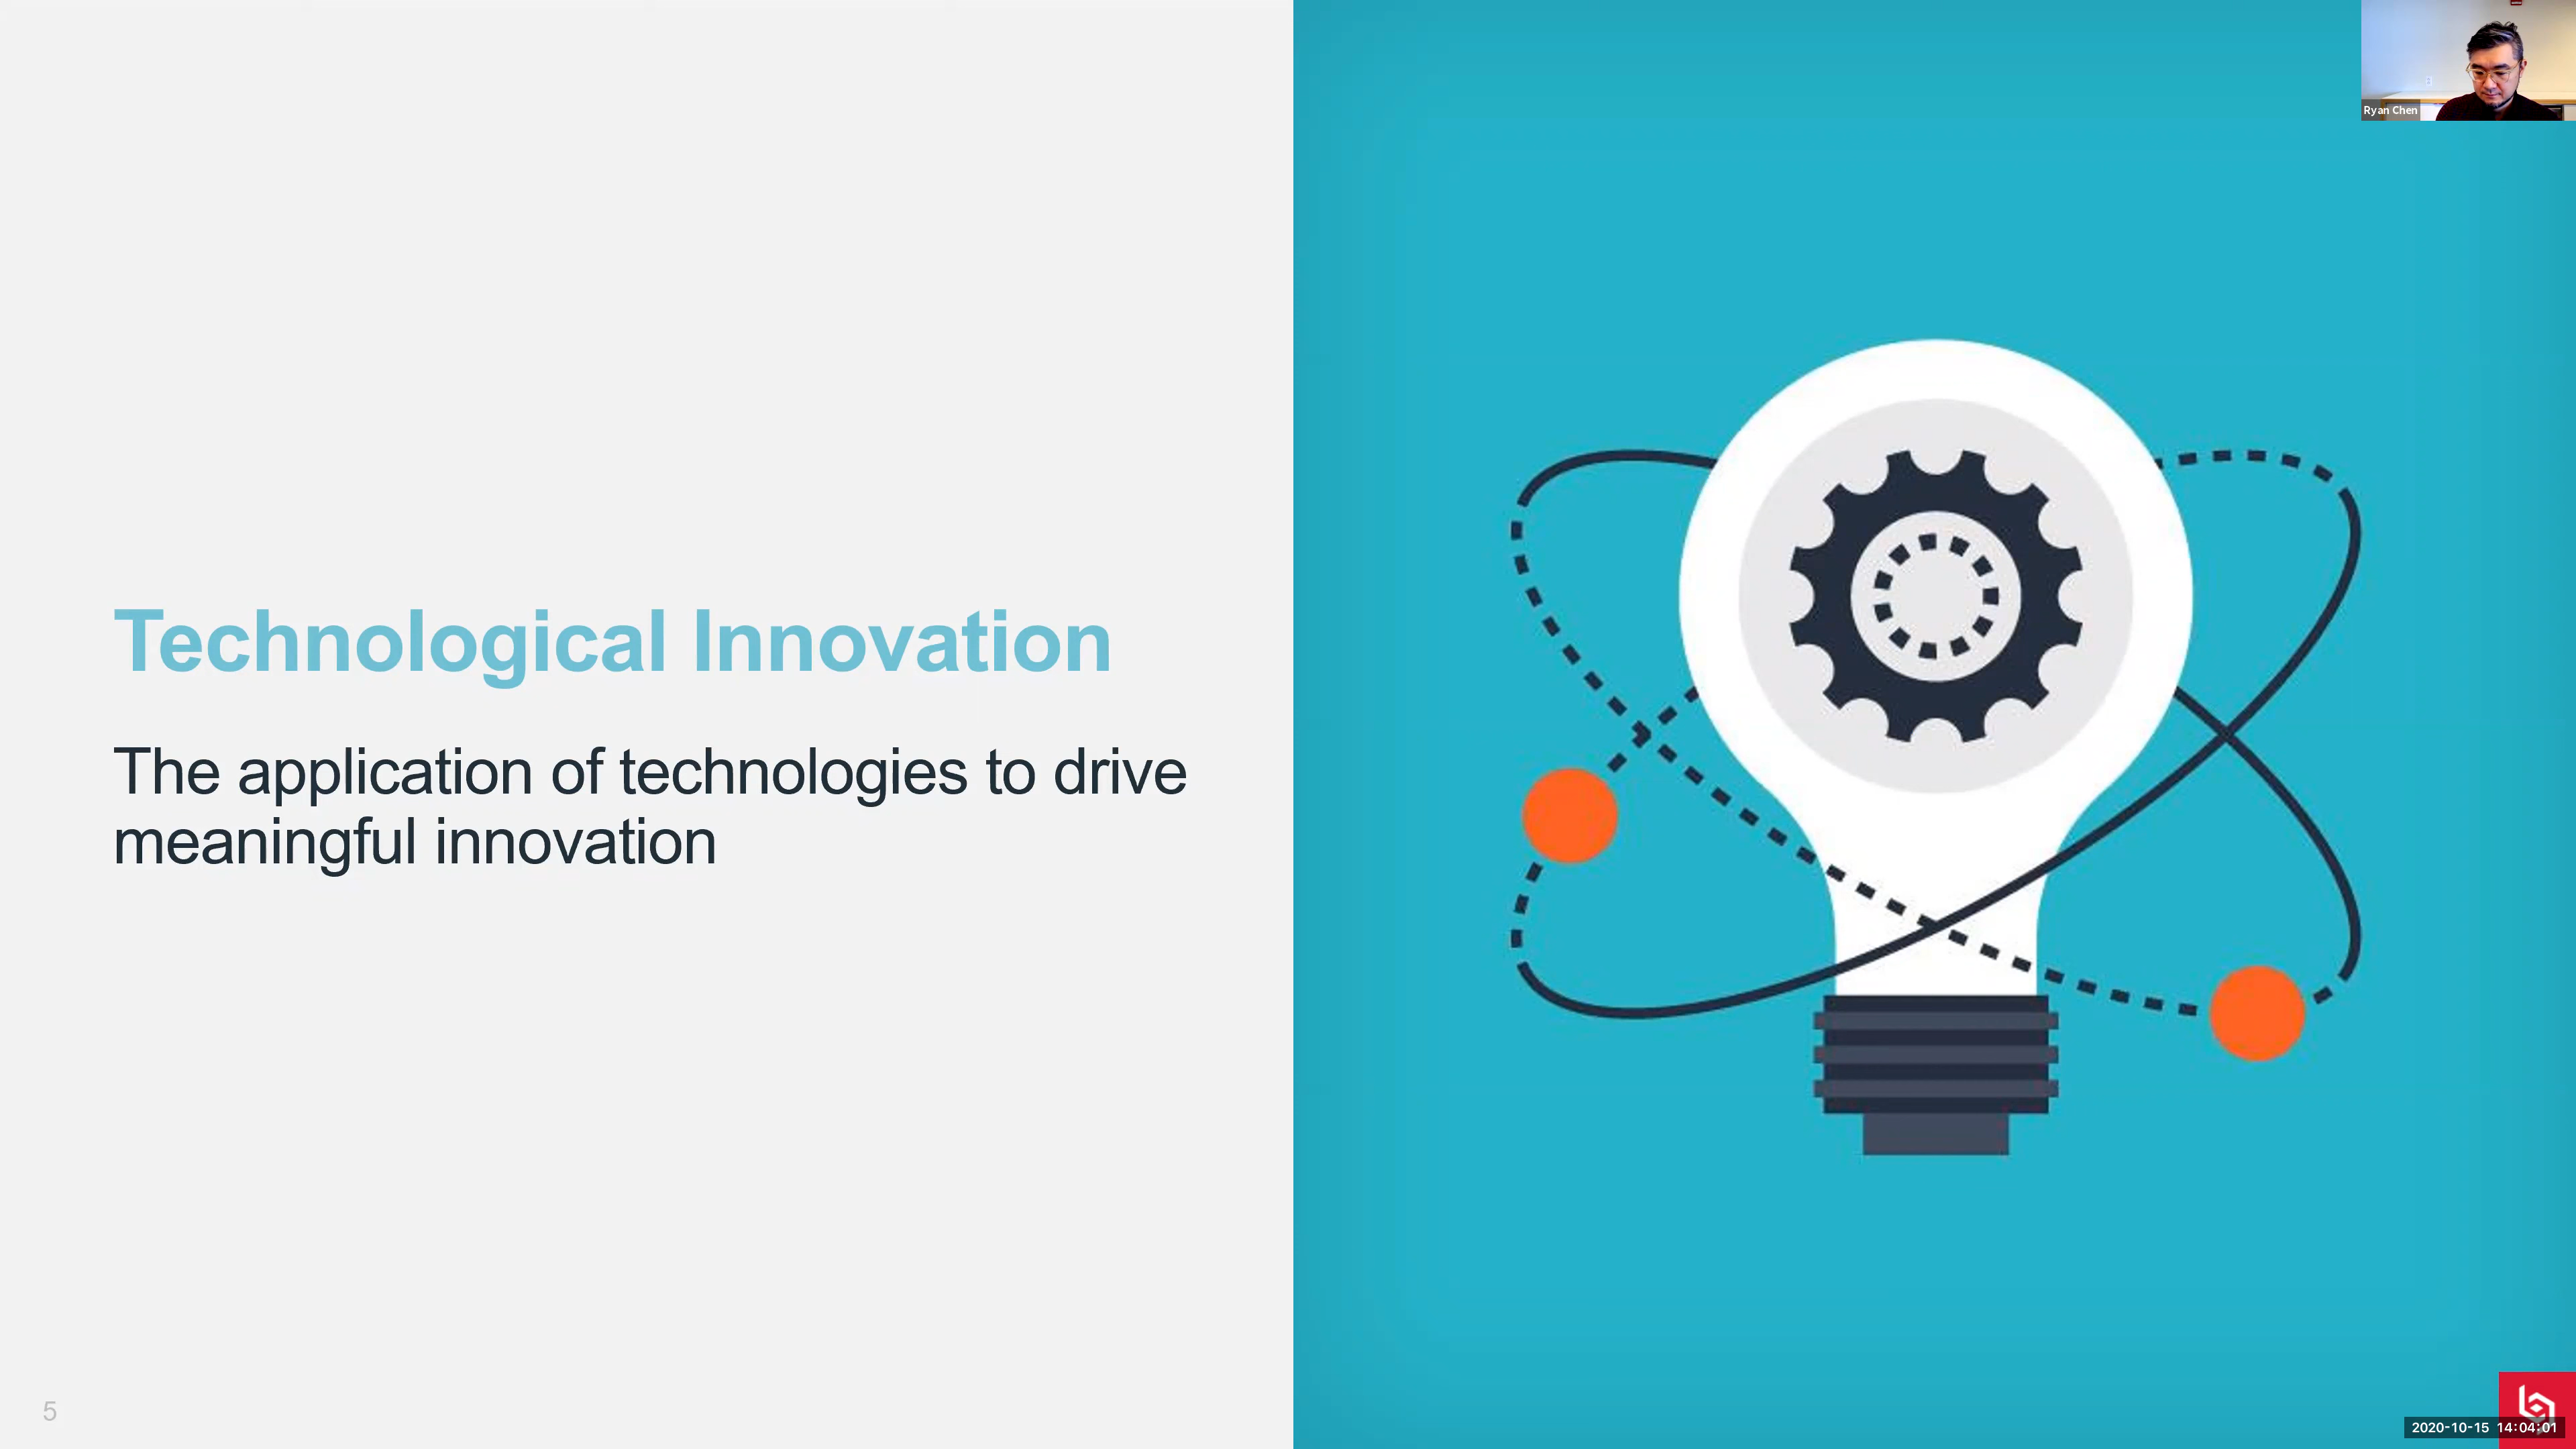 Ryan Chen
Technological Innovation
The application of technologies to drive
meaningful innovation
5
2020-10-15 14:04:01